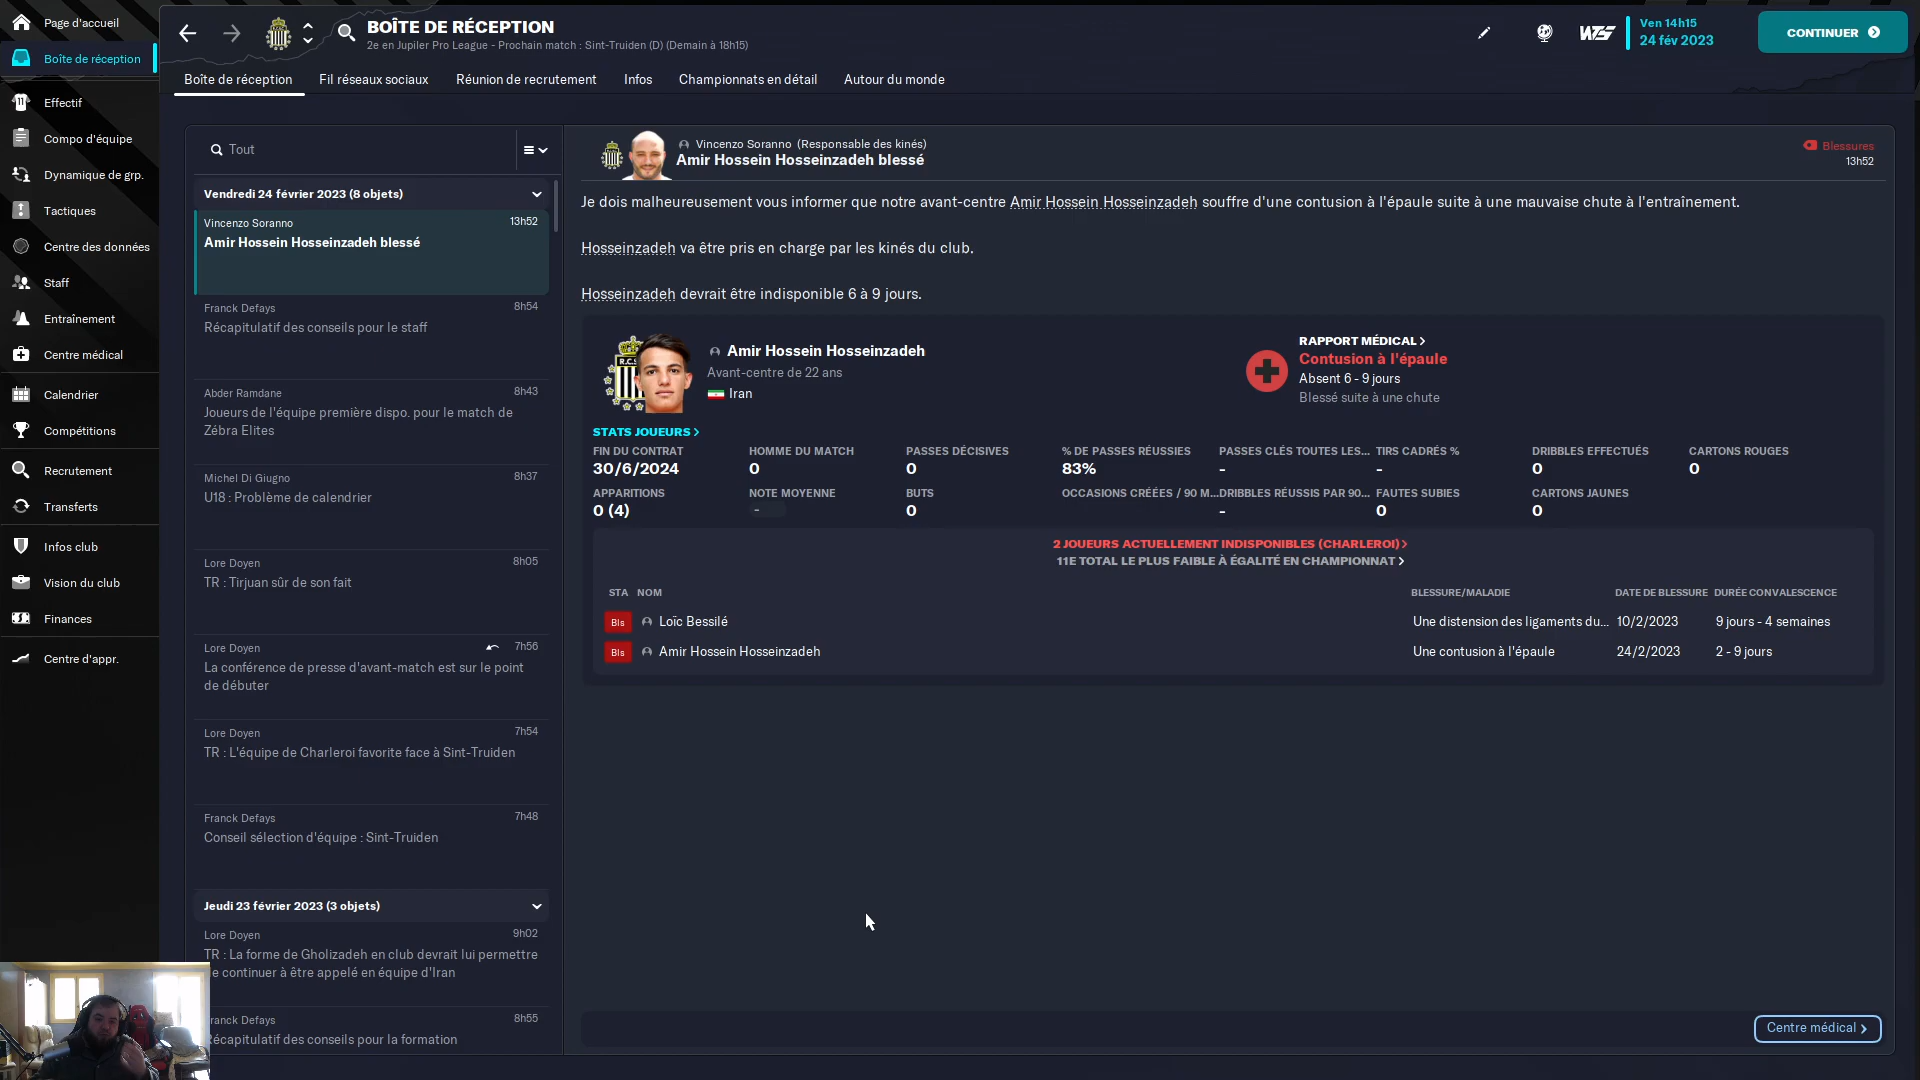 Page d'accueil
Boîte de réception
Effectif
Compo d'équipe
Dynamique de grp.
Tactiques
Centre des données
Staff
Entraînement
Centre médical
Calendrier
Compétitions
Recrutement
Transferts
Infos club
Vision du club
Finances
Centre d'appr.
BOÎTE DE RÉCEPTION
2e en Jupiler Pro League - Prochain match : Sint-Truiden (D) (Demain à 18h15)
Ven 14h15
24 fév 2023
CONTINUER
Boîte de réception
Fil réseaux sociaux
Réunion de recrutement
Infos
Championnats en détail
Autour du monde
Tout
Vendredi 24 février 2023 (8 objets)
Vincenzo Soranno 13h52
Amir Hossein Hosseinzadeh blessé
Franck Defays 8h54
Récapitulatif des conseils pour le staff
Abder Ramdane 8h43
Joueurs de l'équipe première dispo. pour le match de
Zébra Elites
Michel Di Giugno 8h37
U18 : Problème de calendrier
Lore Doyen 8h05
TR : Tirjuan sûr de son fait
Lore Doyen 7h56
La conférence de presse d'avant-match est sur le point
de débuter
Lore Doyen 7h54
TR : L'équipe de Charleroi favorite face à Sint-Truiden
Franck Defays 7h48
Conseil sélection d'équipe : Sint-Truiden
Jeudi 23 février 2023 (3 objets)
Lore Doyen 9h02
TR : La forme de Gholizadeh en club devrait lui permettre
continuer à être appelé en équipe d'Iran
8h55
conseils pour la formation
Vincenzo Soranno (Responsable des kinés)
Amir Hossein Hosseinzadeh blessé
Blessures
13h52
Je dois malheureusement vous informer que notre avant-centre Amir Hossein Hosseinzadeh souffre d'une contusion à l'épaule suite à une mauvaise chute à l'entraînement.
Hosseinzadeh va être pris en charge par les kinés du club.
Hosseinzadeh devrait être indisponible 6 à 9 jours.
Amir Hossein Hosseinzadeh
Avant-centre de 22 ans
Iran
RAPPORT MÉDICAL
Contusion à l'épaule
Absent 6 - 9 jours
Blessé suite à une chute
STATS JOUEURS
FIN DU CONTRAT HOMME DU MATCH PASSES DÉCISIVES % DE PASSES RÉUSSIES PASSES CLÉS TOUTES LES... TIRS CADRÉS % DRIBBLES EFFECTUÉS CARTONS ROUGES
30/6/2024 0 0 83% - - 0 0
APPARITIONS NOTE MOYENNE BUTS OCCASIONS CRÉÉES / 90 M... DRIBBLES RÉUSSIS PAR 90... FAUTES SUBIES CARTONS JAUNES
0 (4) - 0 - 0 0
2 JOUEURS ACTUELLEMENT INDISPONIBLES (CHARLEROI)
11E TOTAL LE PLUS FAIBLE À ÉGALITÉ EN CHAMPIONNAT
STA NOM BLESSURE/MALADIE DATE DE BLESSURE DURÉE CONVALESCENCE
Bls Loïc Bessilé Une distension des ligaments du... 10/2/2023 9 jours - 4 semaines
Bls Amir Hossein Hosseinzadeh Une contusion à l'épaule 24/2/2023 2 - 9 jours
Centre médical